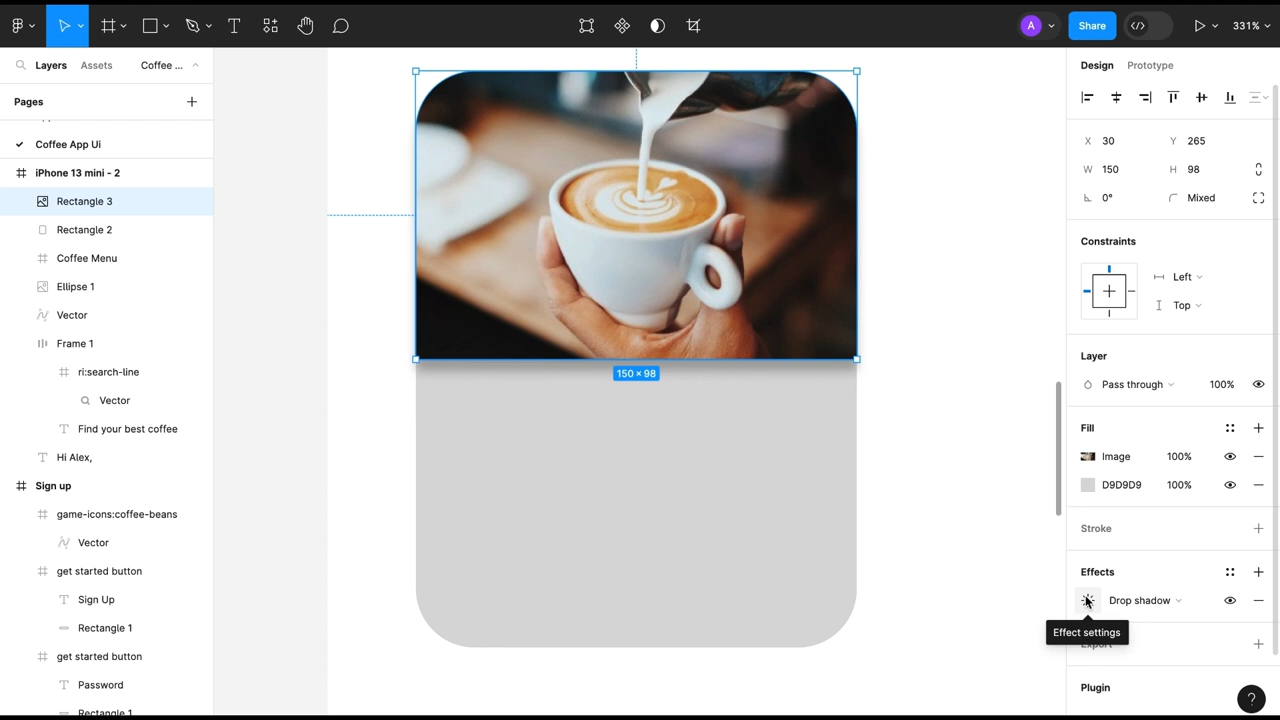 A
Share
331%
Layers
Assets
Coffee ...
Pages
Coffee App Ui
iPhone 13 mini - 2
Rectangle 3
Rectangle 2
Coffee Menu
Ellipse 1
Vector
Frame 1
ri:search-line
Vector
Find your best coffee
Hi Alex,
Sign up
game-icons:coffee-beans
Vector
get started button
Sign Up
Rectangle 1
get started button
Password
Rectangle 1
150 × 98
Design
Prototype
X 30
Y 265
W 150
H 98
0°
Mixed
Constraints
Left
Top
Layer
Pass through
100%
Fill
Image 100%
D9D9D9 100%
Stroke
Effects
Drop shadow
Effect settings
Export
Plugin
?